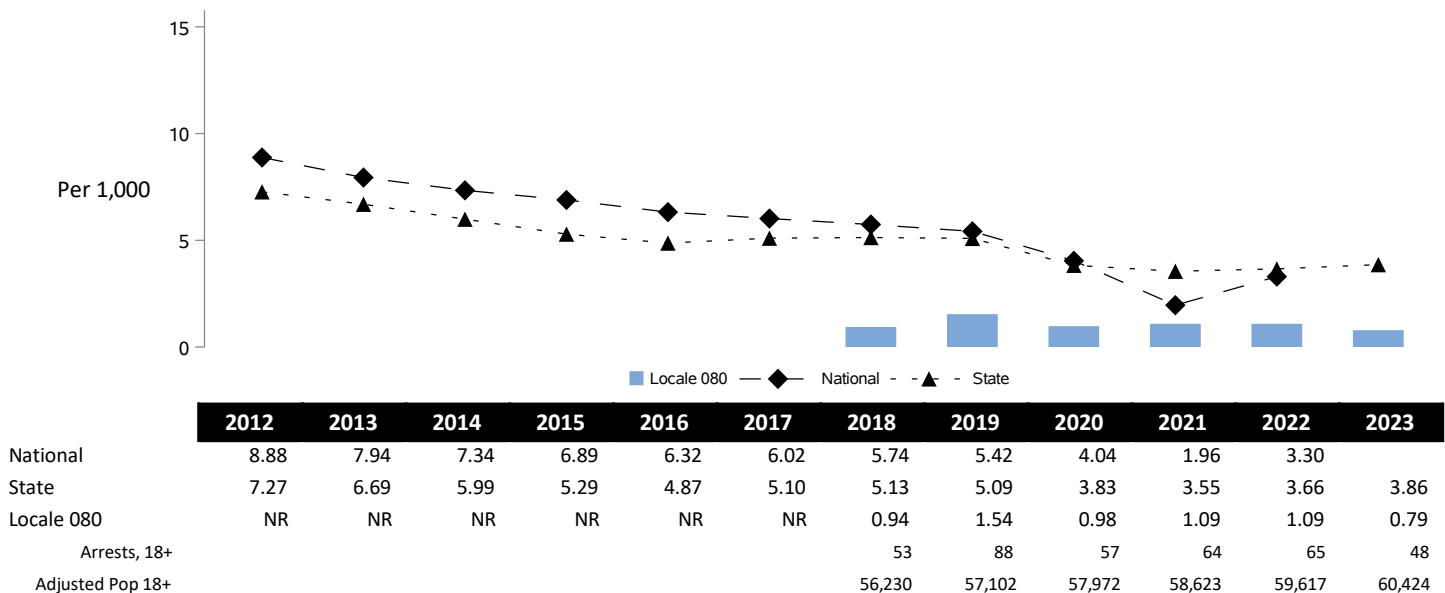 15
10
Per 1,000
5
0
Locale 080 National State
2012 2013 2014 2015 2016 2017 2018 2019 2020 2021 2022 2023
National 8.88 7.94 7.34 6.89 6.32 6.02 5.74 5.42 4.04 1.96 3.30
State 7.27 6.69 5.99 5.29 4.87 5.10 5.13 5.09 3.83 3.55 3.66 3.86
Locale 080 NR NR NR NR NR NR 0.94 1.54 0.98 1.09 1.09 0.79
Arrests, 18+ 53 88 57 64 65 48
Adjusted Pop 18+ 56,230 57,102 57,972 58,623 59,617 60,424